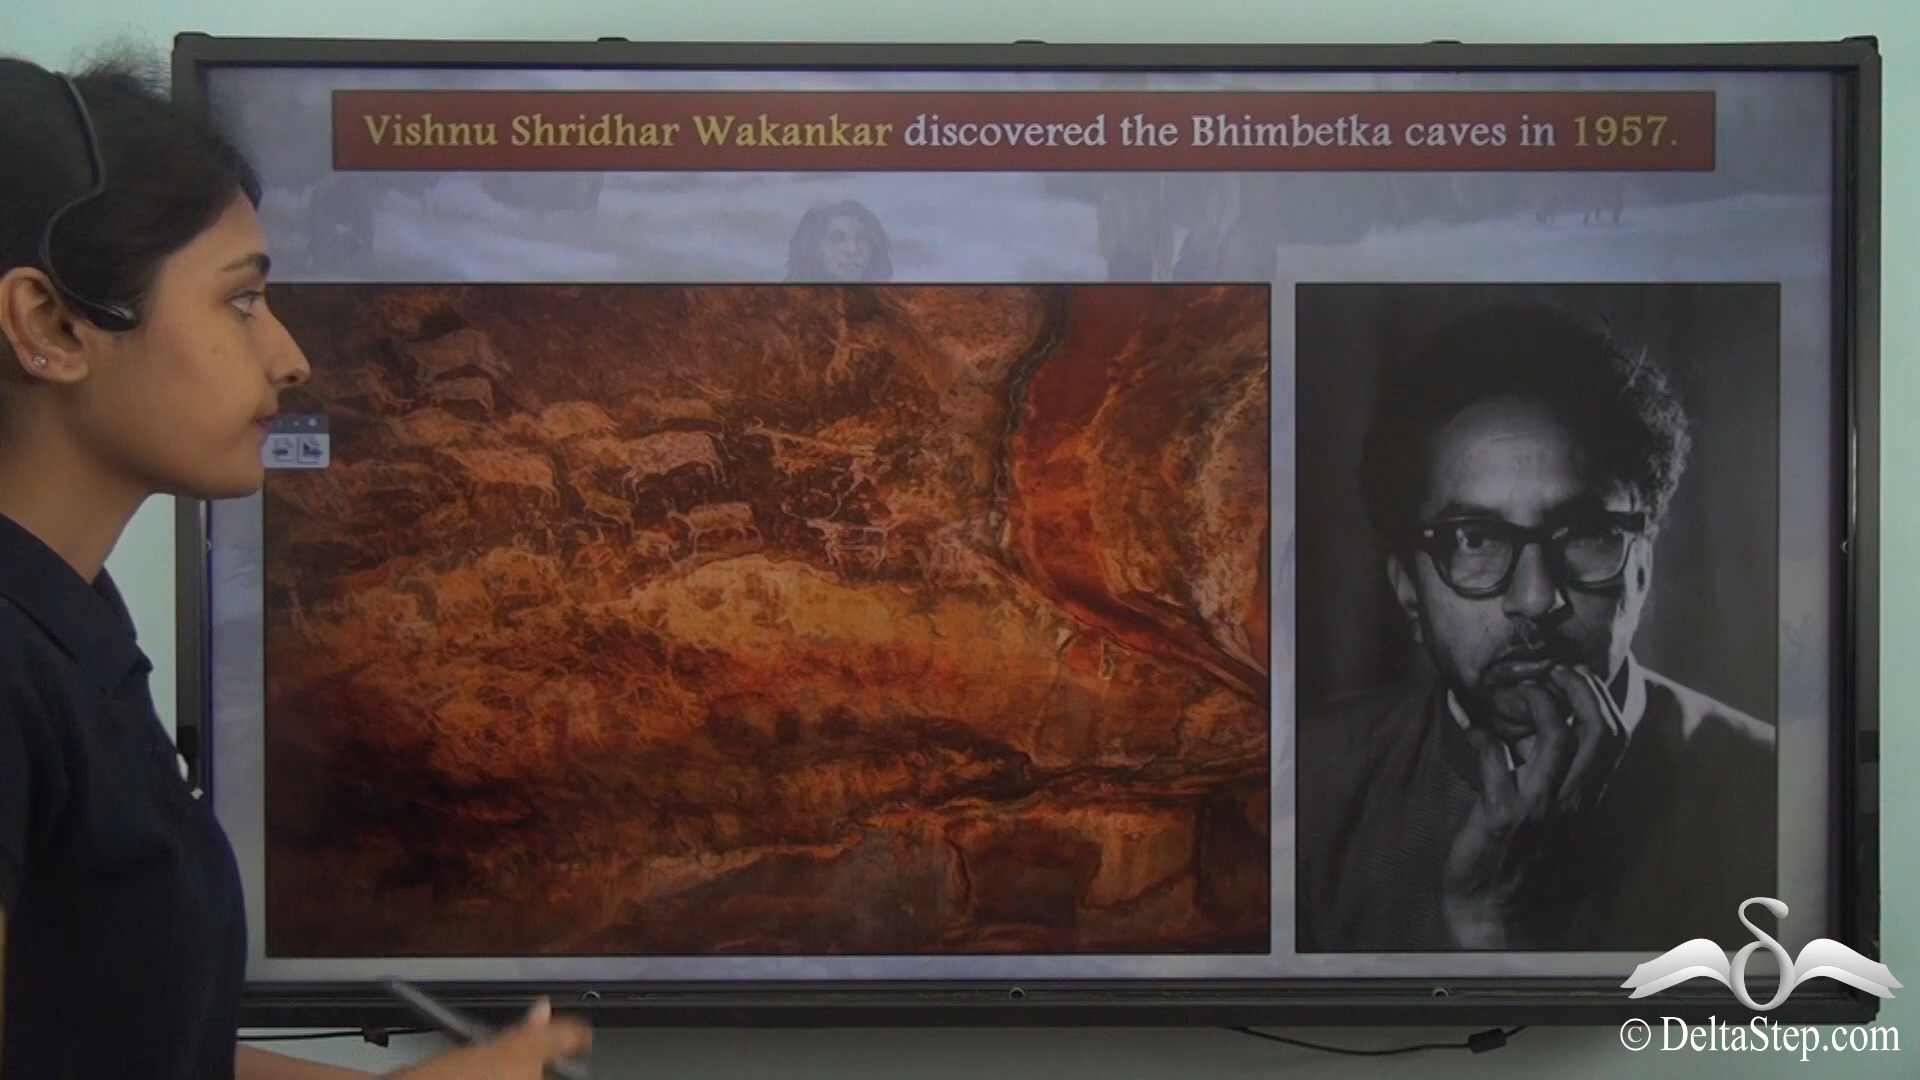 Vishnu Shridhar Wakankar discovered the Bhimbetka caves in 1957.
© DeltaStep.com